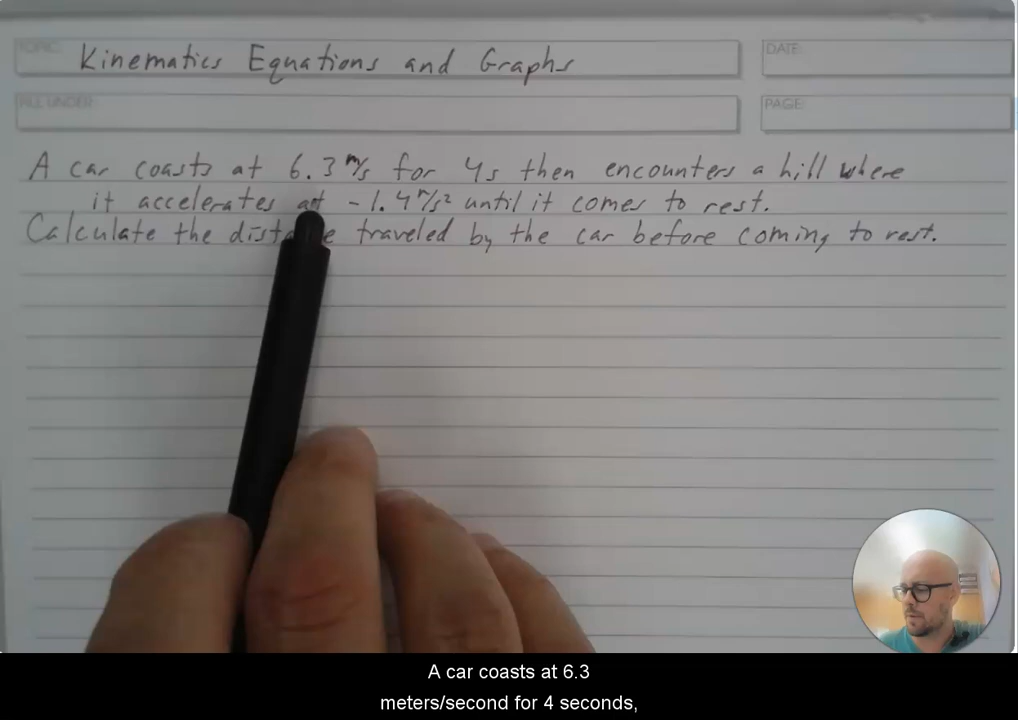 TOPIC: Kinematics Equations and Graphs
DATE:
FILE UNDER:
PAGE:
A car coasts at 6.3 m/s for 4s then encounters a hill where
it accelerates at -1.4 m/s² until it comes to rest.
Calculate the distance traveled by the car before coming to rest.
A car coasts at 6.3
meters/second for 4 seconds,